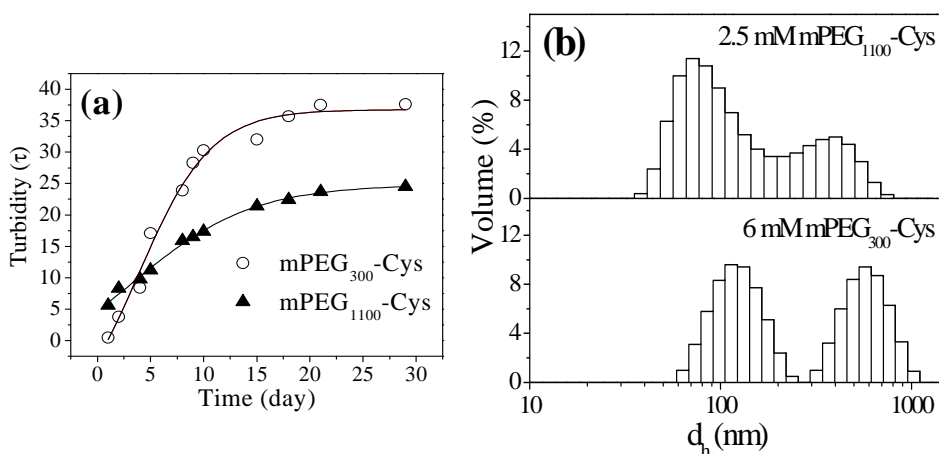 (a)
Turbidity (τ)
40
35
30
25
20
15
10
5
0
mPEG300-Cys
mPEG1100-Cys
0 5 10 15 20 25 30
Time (day)
(b)
2.5 mM mPEG1100-Cys
12
8
4
0
Volume (%)
6 mM mPEG300-Cys
12
8
4
0
10 100 1000
dh (nm)